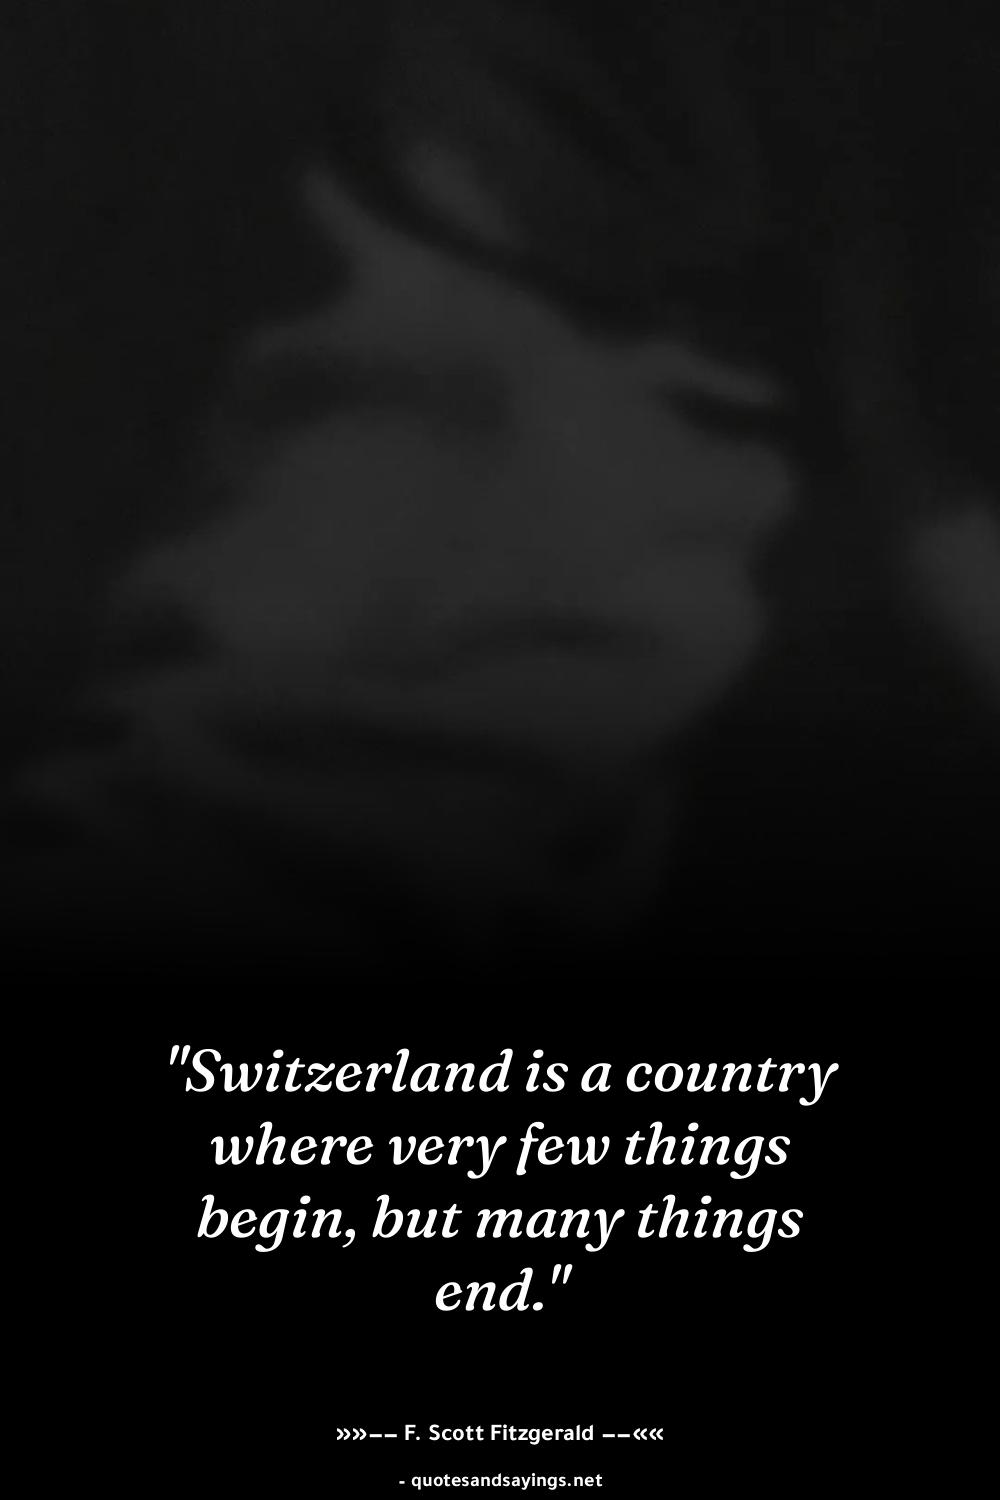 "Switzerland is a country
where very few things
begin, but many things
end."
»»−− F. Scott Fitzgerald −−««
- quotesandsayings.net